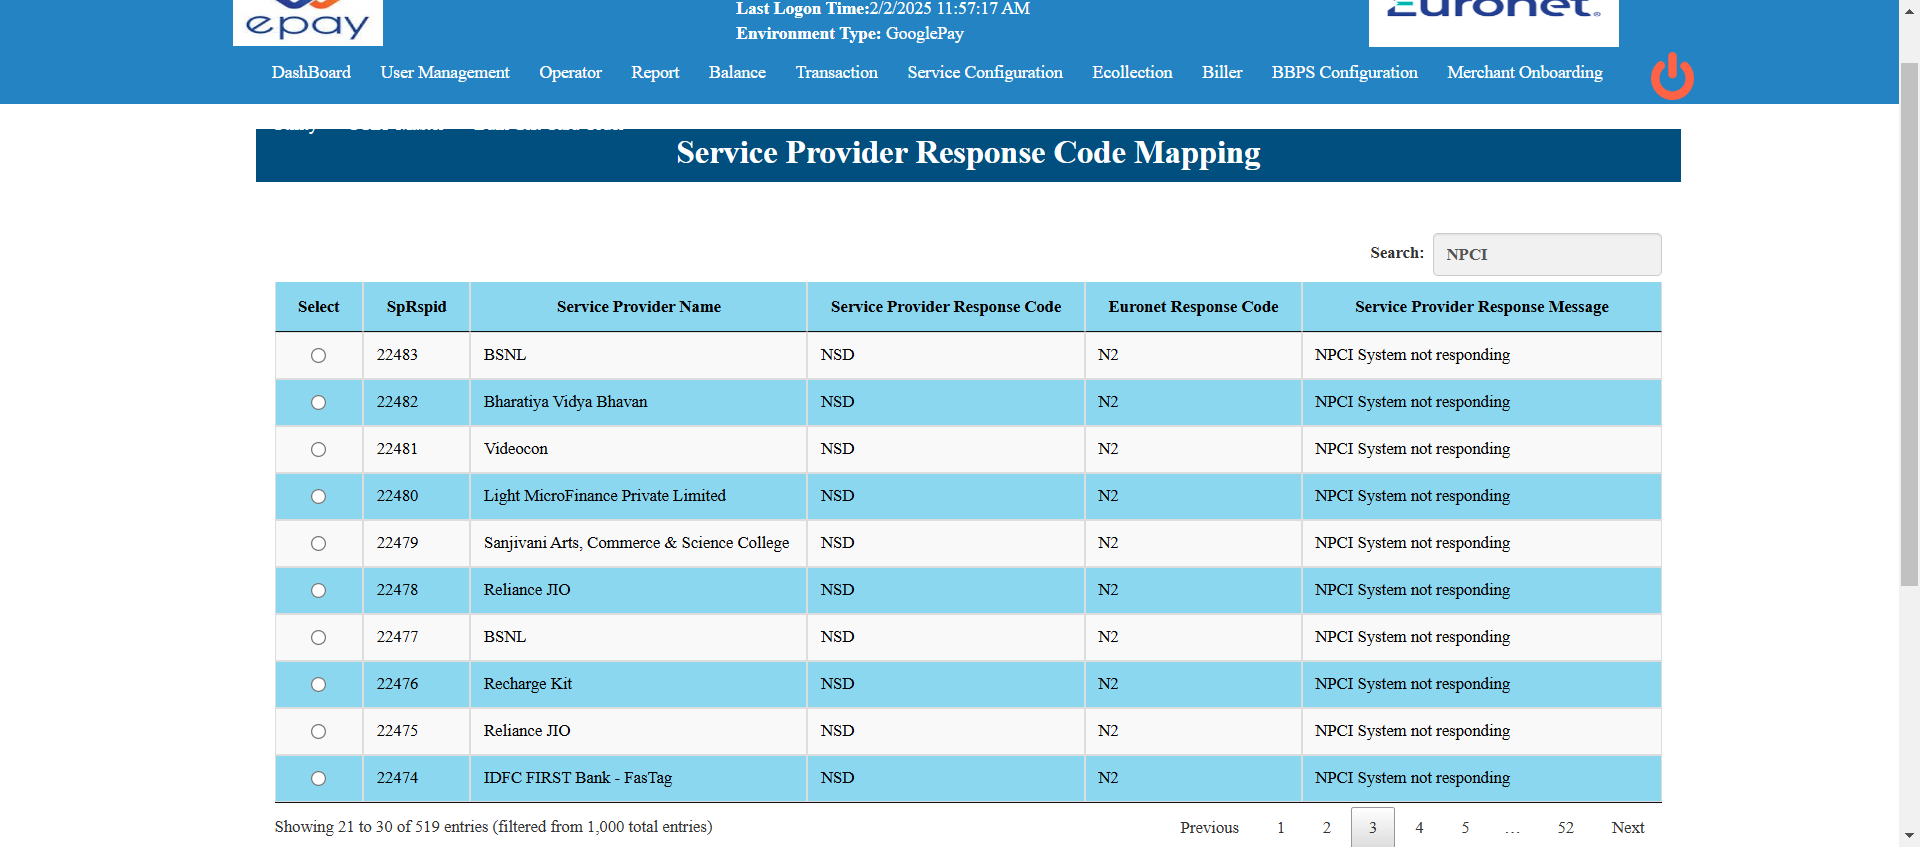 epay
Last Logon Time:2/2/2025 11:57:17 AM
Euronet
Environment Type: GooglePay
DashBoard User Management Operator Report Balance Transaction Service Configuration Ecollection Biller BBPS Configuration Merchant Onboarding
Service Provider Response Code Mapping
Search: NPCI
Select SpRspid Service Provider Name Service Provider Response Code Euronet Response Code Service Provider Response Message
22483 BSNL NSD N2 NPCI System not responding
22482 Bharatiya Vidya Bhavan NSD N2 NPCI System not responding
22481 Videocon NSD N2 NPCI System not responding
22480 Light MicroFinance Private Limited NSD N2 NPCI System not responding
22479 Sanjivani Arts, Commerce & Science College NSD N2 NPCI System not responding
22478 Reliance JIO NSD N2 NPCI System not responding
22477 BSNL NSD N2 NPCI System not responding
22476 Recharge Kit NSD N2 NPCI System not responding
22475 Reliance JIO NSD N2 NPCI System not responding
22474 IDFC FIRST Bank - FasTag NSD N2 NPCI System not responding
Showing 21 to 30 of 519 entries (filtered from 1,000 total entries) Previous 1 2 3 4 5 … 52 Next